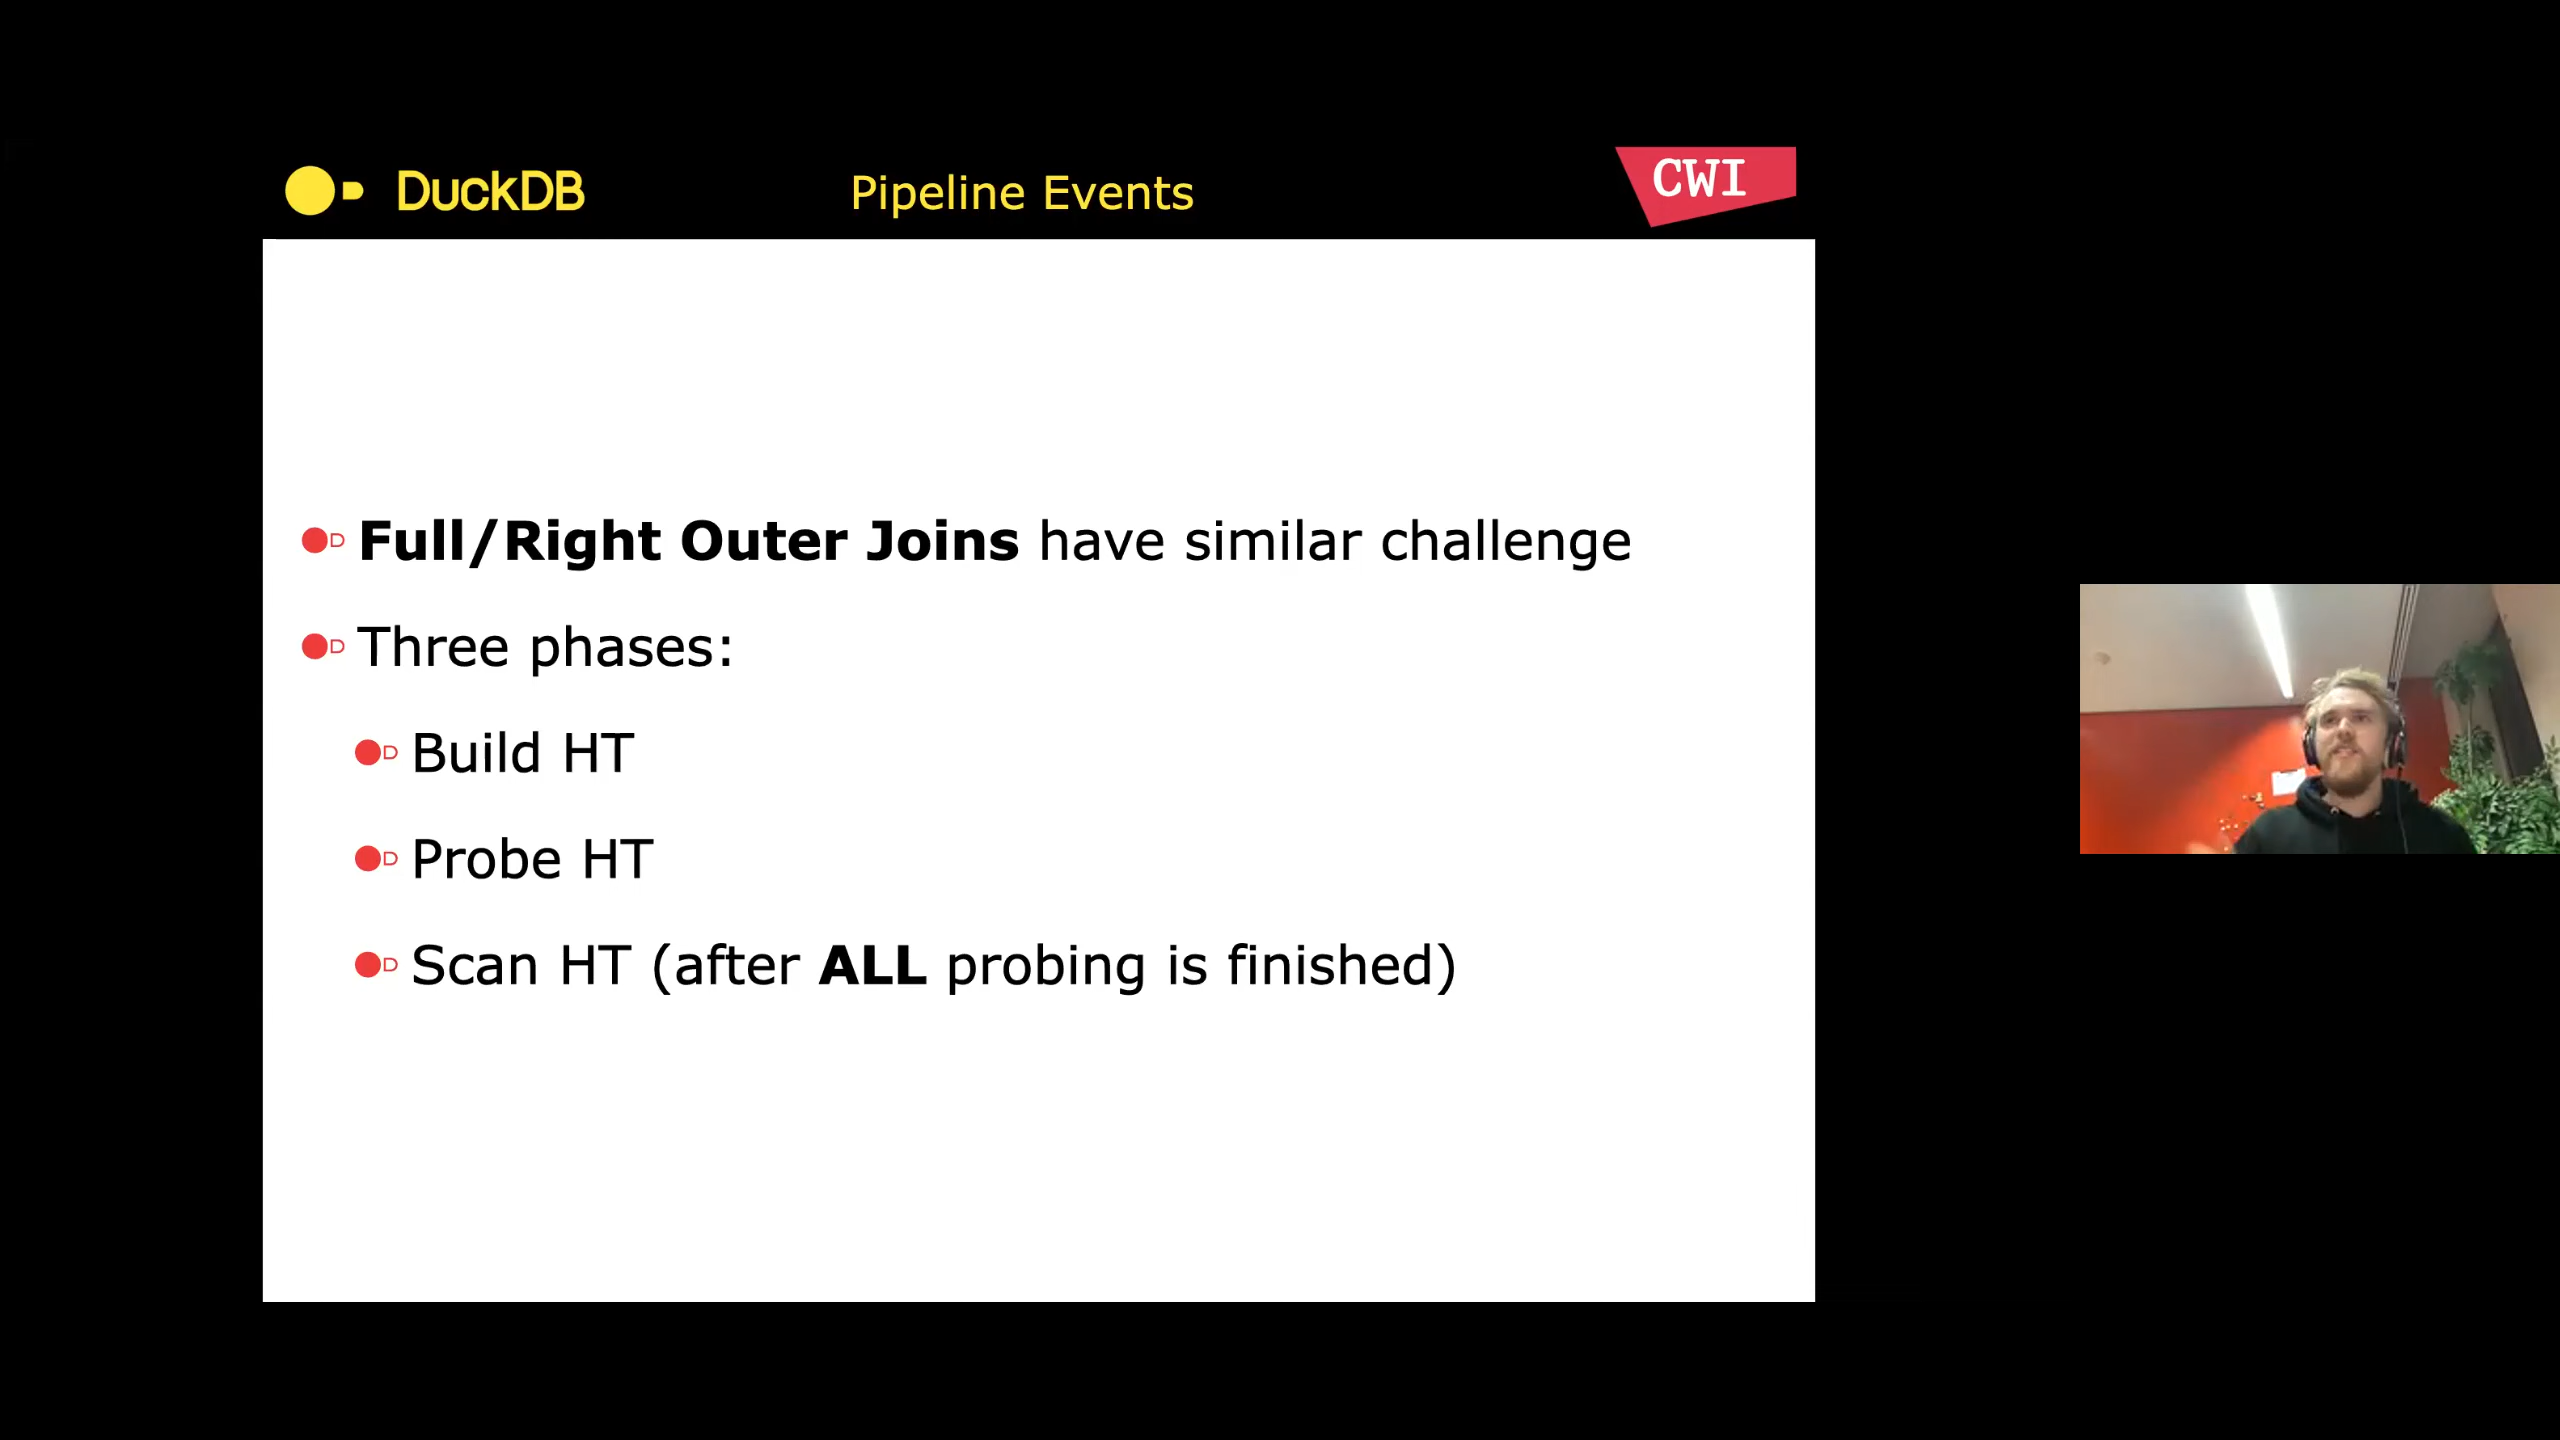 DuckDB
Pipeline Events
CWI
Full/Right Outer Joins have similar challenge
Three phases:
Build HT
Probe HT
Scan HT (after ALL probing is finished)